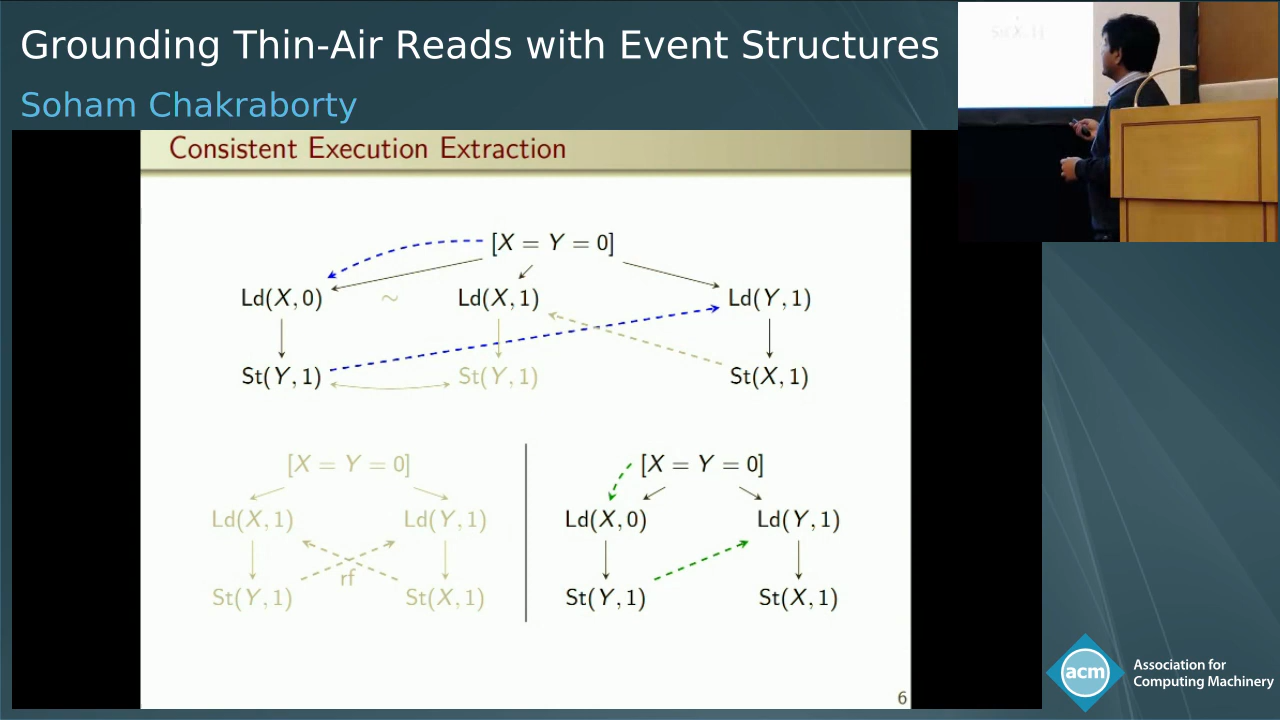 Grounding Thin-Air Reads with Event Structures
Soham Chakraborty
Consistent Execution Extraction
[X = Y = 0]
Ld(X, 0) ~ Ld(X, 1) Ld(Y, 1)
St(Y, 1) St(Y, 1) St(X, 1)
[X = Y = 0] [X = Y = 0]
Ld(X, 1) Ld(Y, 1) Ld(X, 0) Ld(Y, 1)
rf
St(Y, 1) St(X, 1) St(Y, 1) St(X, 1)
6
acm
Association for
Computing Machinery